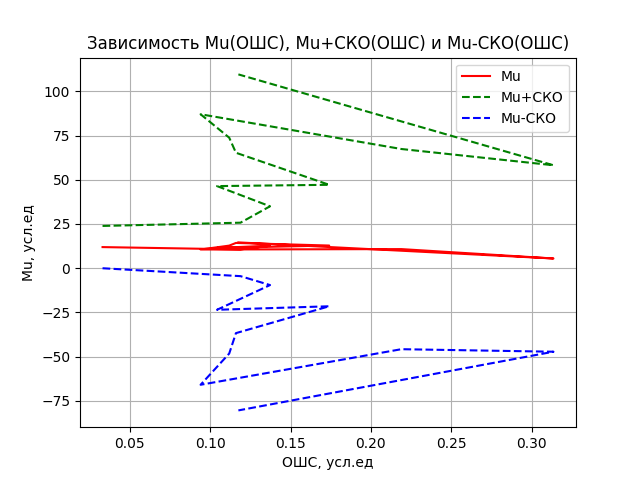 Зависимость Mu(ОШС), Mu+СКО(ОШС) и Mu-СКО(ОШС)
Mu
Mu+СКО
Mu-СКО
100
75
50
25
0
−25
−50
−75
Mu, усл.ед
0.05 0.10 0.15 0.20 0.25 0.30
ОШС, усл.ед